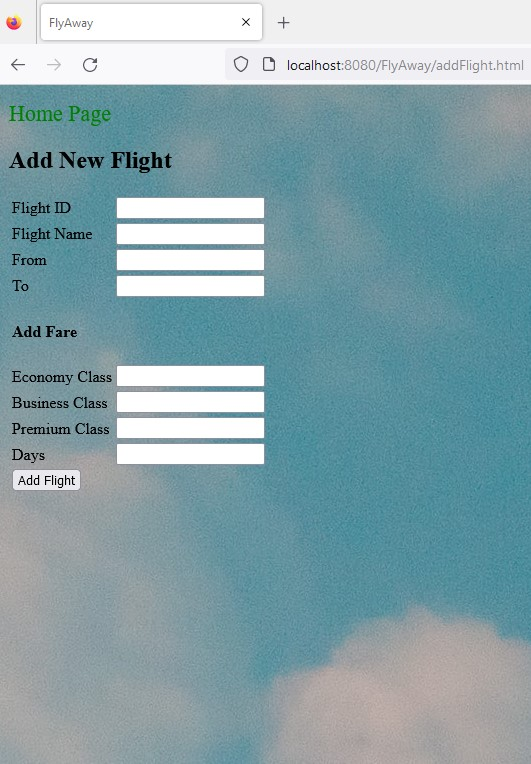 FlyAway
localhost:8080/FlyAway/addFlight.html
Home Page
Add New Flight
Flight ID
Flight Name
From
To
Add Fare
Economy Class
Business Class
Premium Class
Days
Add Flight